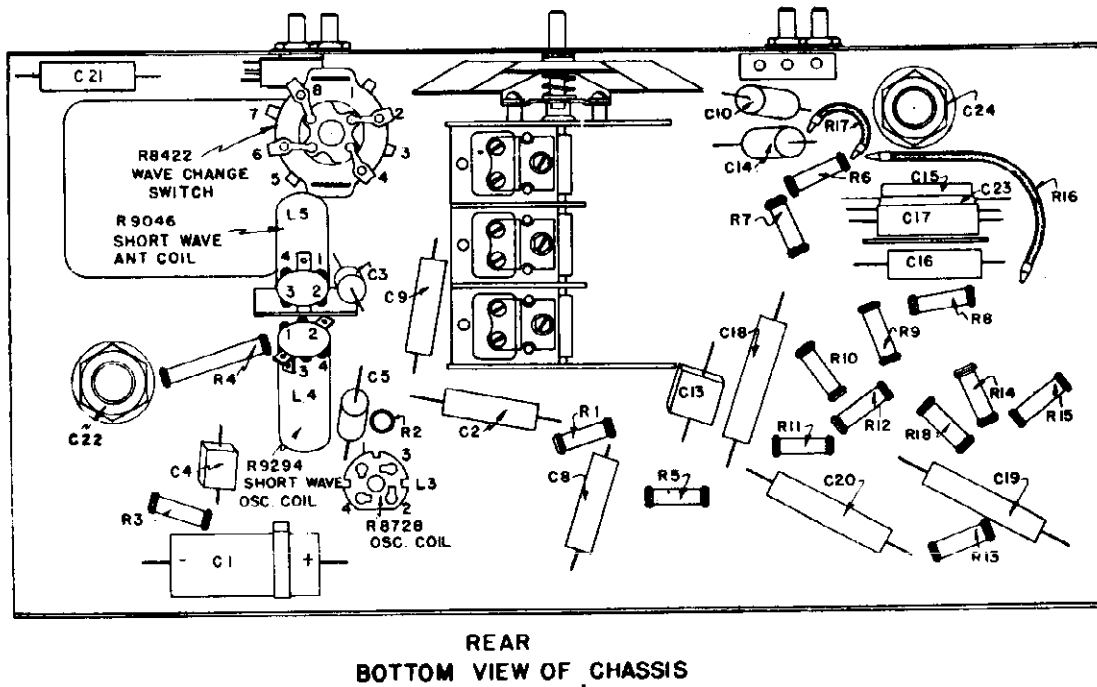 C 21
8
1
7
2
6
3
5
4
R8422
WAVE CHANGE
SWITCH
L5
R9046
SHORT WAVE
ANT COIL
4
1
3
2
C3
C9
C10
C14
R17
C24
R6
R7
C15
C23
C17
R16
C16
R8
R9
C18
R10
C13
R14
R15
R12
R18
R11
1
2
3
4
L4
R4
C22
C5
R2
C2
R1
C4
R9294
SHORT WAVE
OSC. COIL
3
L3
4
2
R8728
OSC. COIL
R3
- C1 +
C8
R5
C20
C19
R13
REAR
BOTTOM VIEW OF CHASSIS